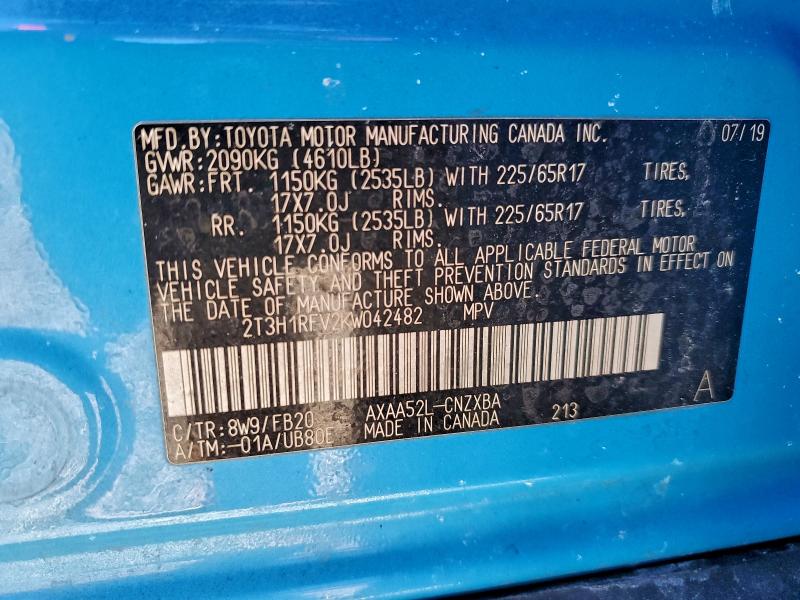 MFD. BY: TOYOTA MOTOR MANUFACTURING CANADA INC. 07/19
GVWR: 2090KG (4610LB)
GAWR: FRT. 1150KG (2535LB) WITH 225/65R17 TIRES,
17X7.0J RIMS.
RR. 1150KG (2535LB) WITH 225/65R17 TIRES,
17X7.0J RIMS.
THIS VEHICLE CONFORMS TO ALL APPLICABLE FEDERAL MOTOR
VEHICLE SAFETY AND THEFT PREVENTION STANDARDS IN EFFECT ON
THE DATE OF MANUFACTURE SHOWN ABOVE.
2T3H1RFV2KW042482 MPV
C/TR: 8W9/FB20 AXAA52L-CNZXBA 213 A
A/TM:-01A/UB80E MADE IN CANADA